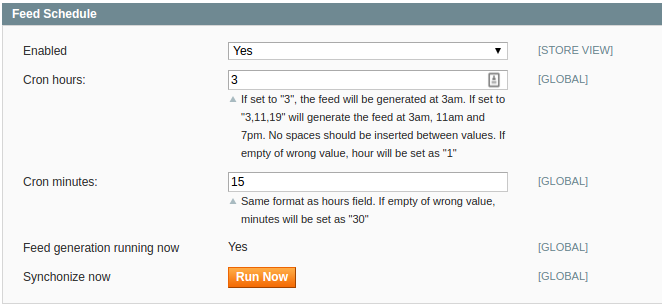 Feed Schedule
Enabled Yes [STORE VIEW]
Cron hours: 3 [GLOBAL]
If set to "3", the feed will be generated at 3am. If set to
"3,11,19" will generate the feed at 3am, 11am and
7pm. No spaces should be inserted between values. If
empty of wrong value, hour will be set as "1"
Cron minutes: 15 [GLOBAL]
Same format as hours field. If empty of wrong value,
minutes will be set as "30"
Feed generation running now Yes [GLOBAL]
Synchonize now Run Now [GLOBAL]